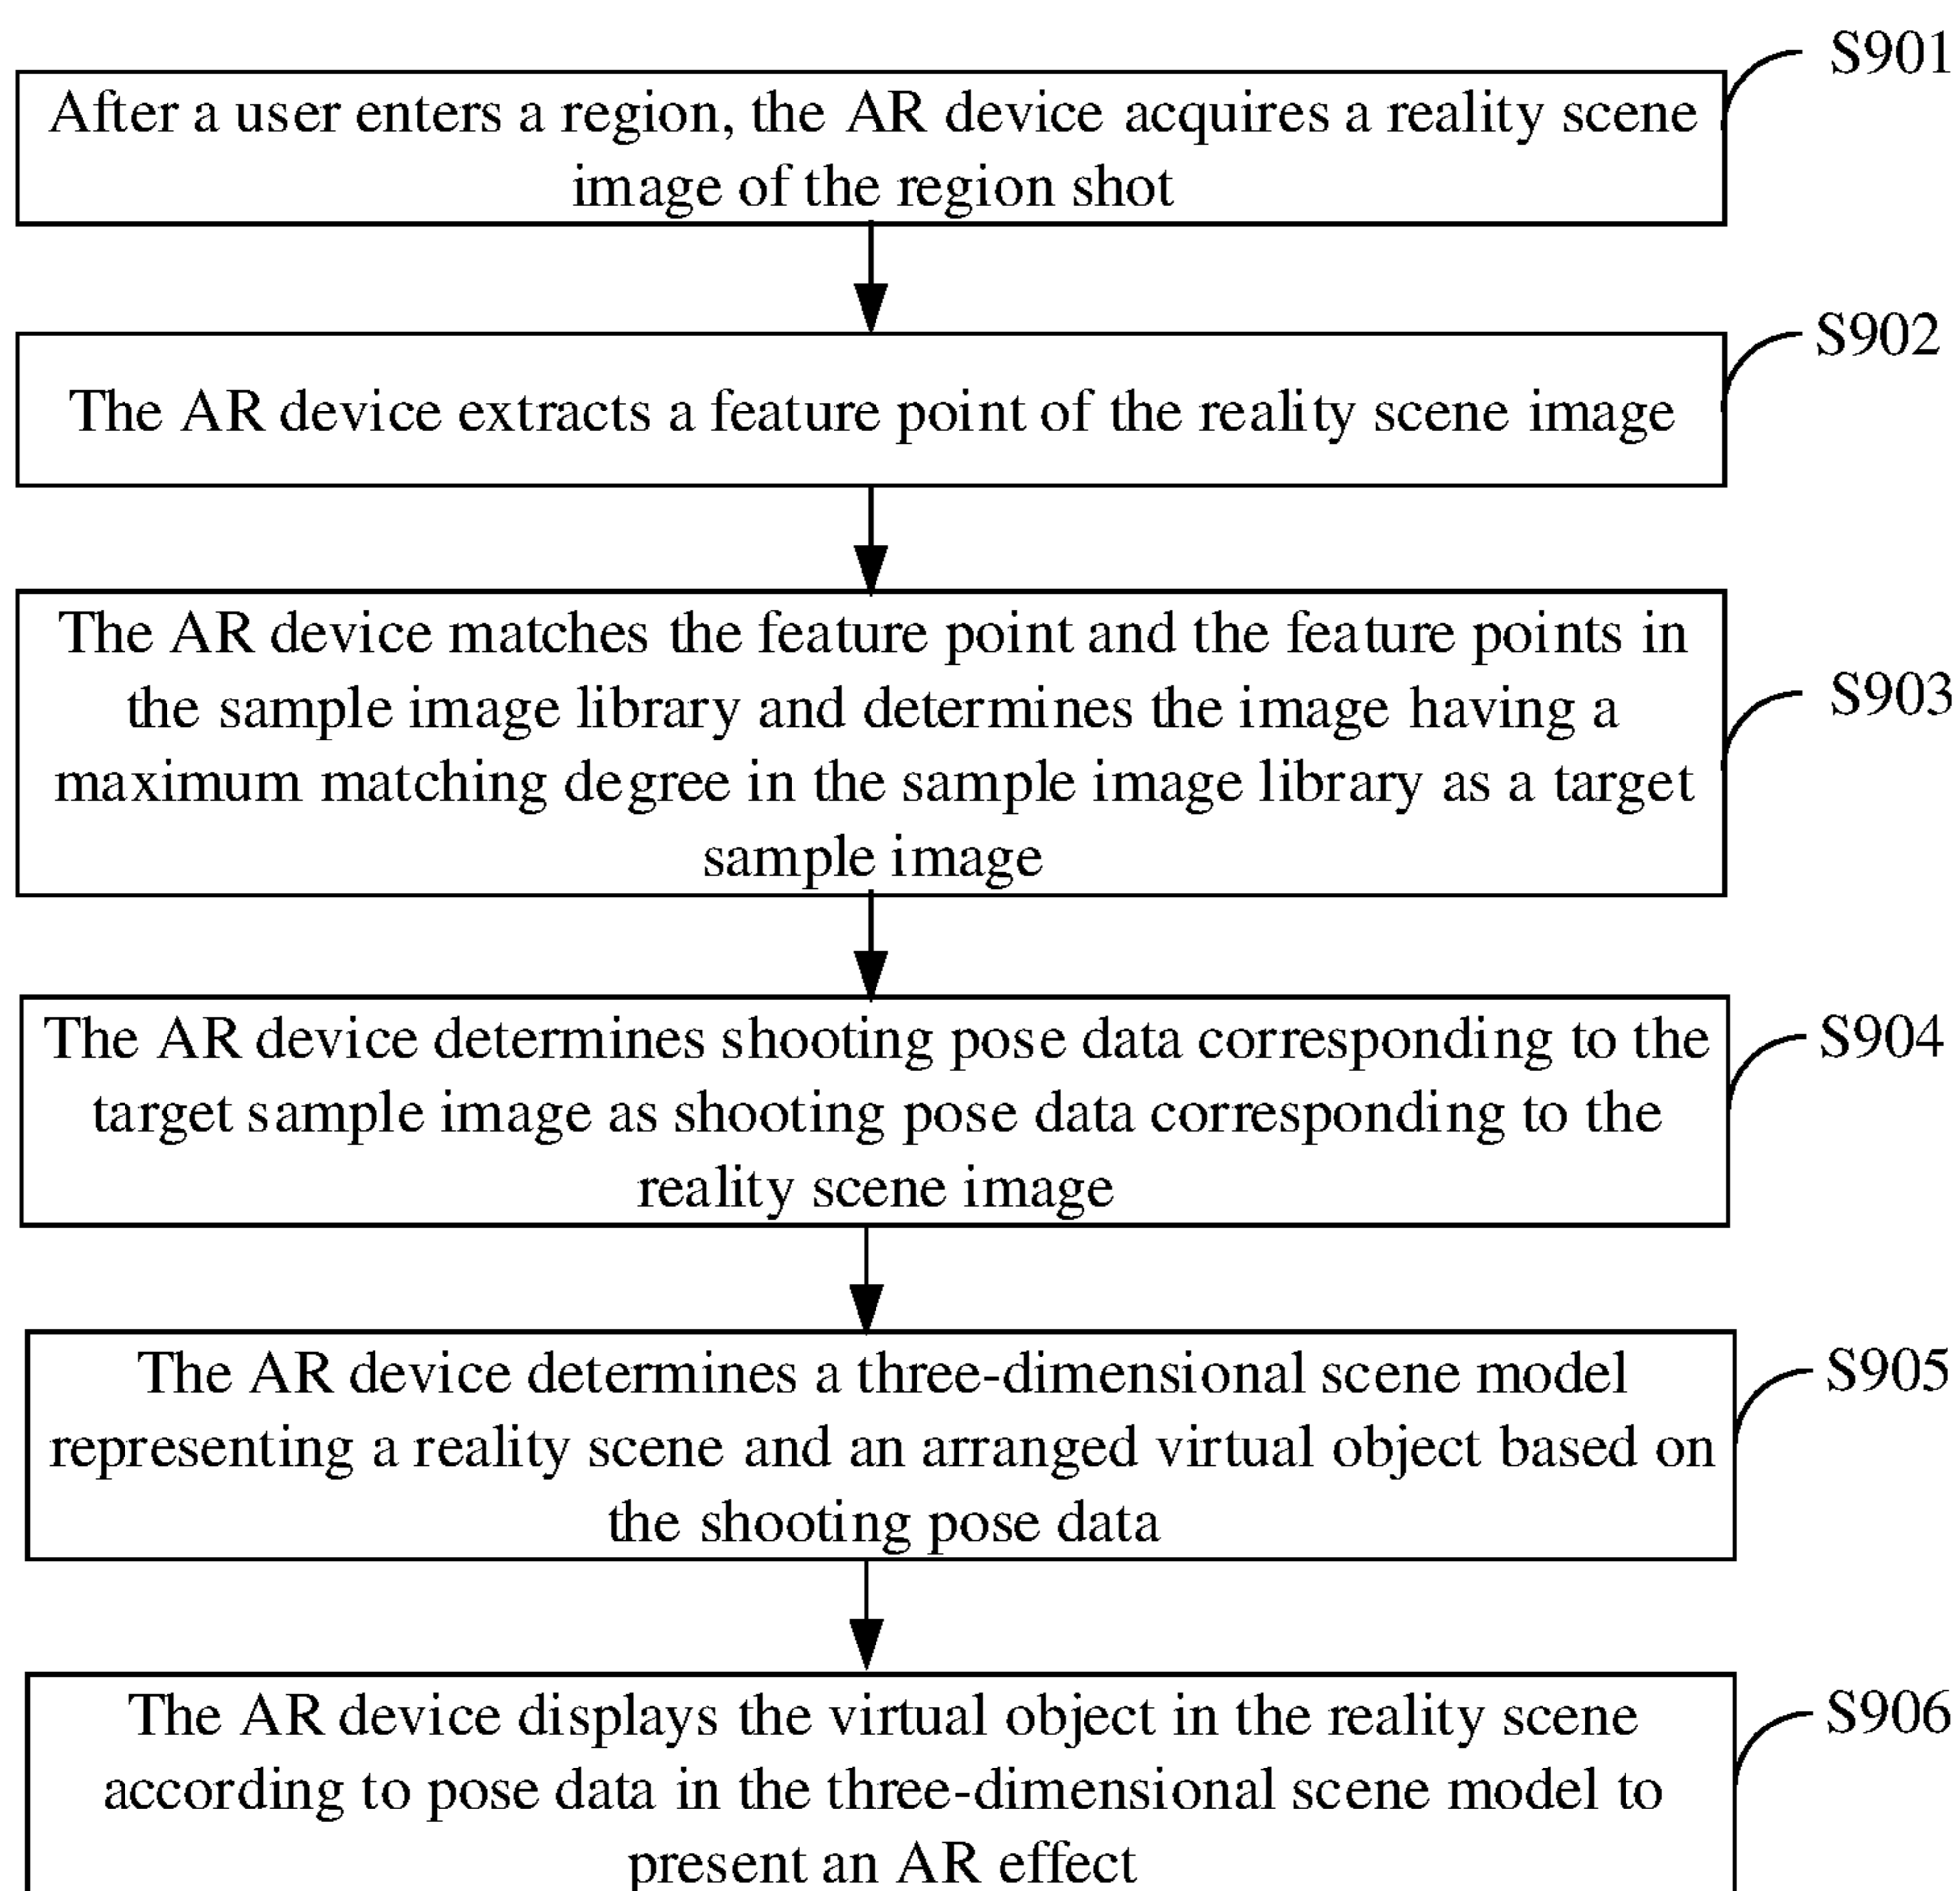 S901
After a user enters a region, the AR device acquires a reality scene
image of the region shot
S902
The AR device extracts a feature point of the reality scene image
The AR device matches the feature point and the feature points in
the sample image library and determines the image having a
maximum matching degree in the sample image library as a target
sample image
S903
The AR device determines shooting pose data corresponding to the
target sample image as shooting pose data corresponding to the
reality scene image
S904
The AR device determines a three-dimensional scene model
representing a reality scene and an arranged virtual object based on
the shooting pose data
S905
The AR device displays the virtual object in the reality scene
according to pose data in the three-dimensional scene model to
present an AR effect
S906